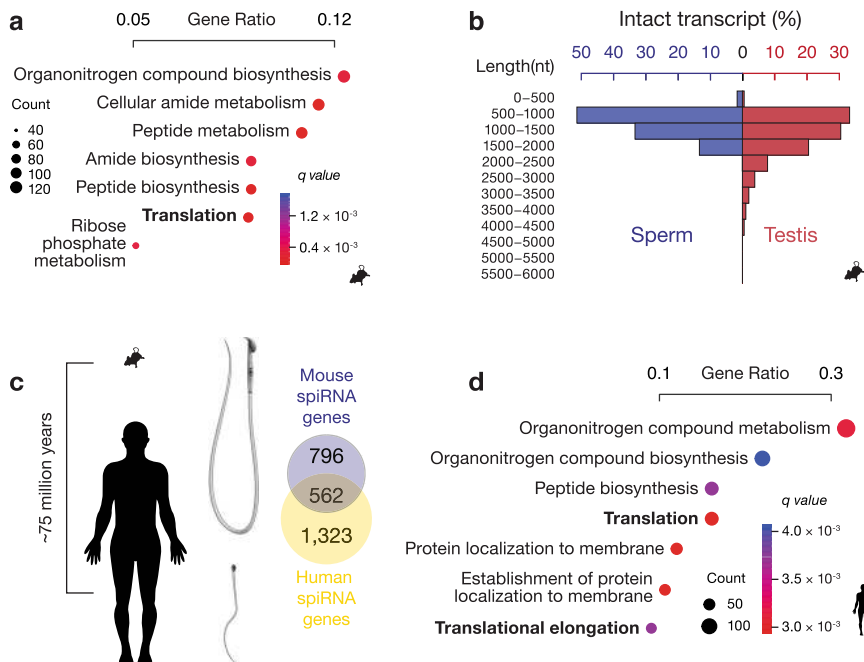 a
0.05 Gene Ratio 0.12
Organonitrogen compound biosynthesis
Cellular amide metabolism
Peptide metabolism
Amide biosynthesis
Peptide biosynthesis
Translation
Ribose
phosphate
metabolism
Count
40
60
80
100
120
q value
1.2 × 10⁻³
0.4 × 10⁻³
b
Intact transcript (%)
Length(nt)
50 40 30 20 10 0 10 20 30
0−500
500−1000
1000−1500
1500−2000
2000−2500
2500−3000
3000−3500
3500−4000
4000−4500
4500−5000
5000−5500
5500−6000
Sperm
Testis
c
~75 million years
Mouse
spiRNA
genes
796
562
1,323
Human
spiRNA
genes
d
0.1 Gene Ratio 0.3
Organonitrogen compound metabolism
Organonitrogen compound biosynthesis
Peptide biosynthesis
Translation
Protein localization to membrane
Establishment of protein
localization to membrane
Translational elongation
Count
50
100
q value
4.0 × 10⁻³
3.5 × 10⁻³
3.0 × 10⁻³